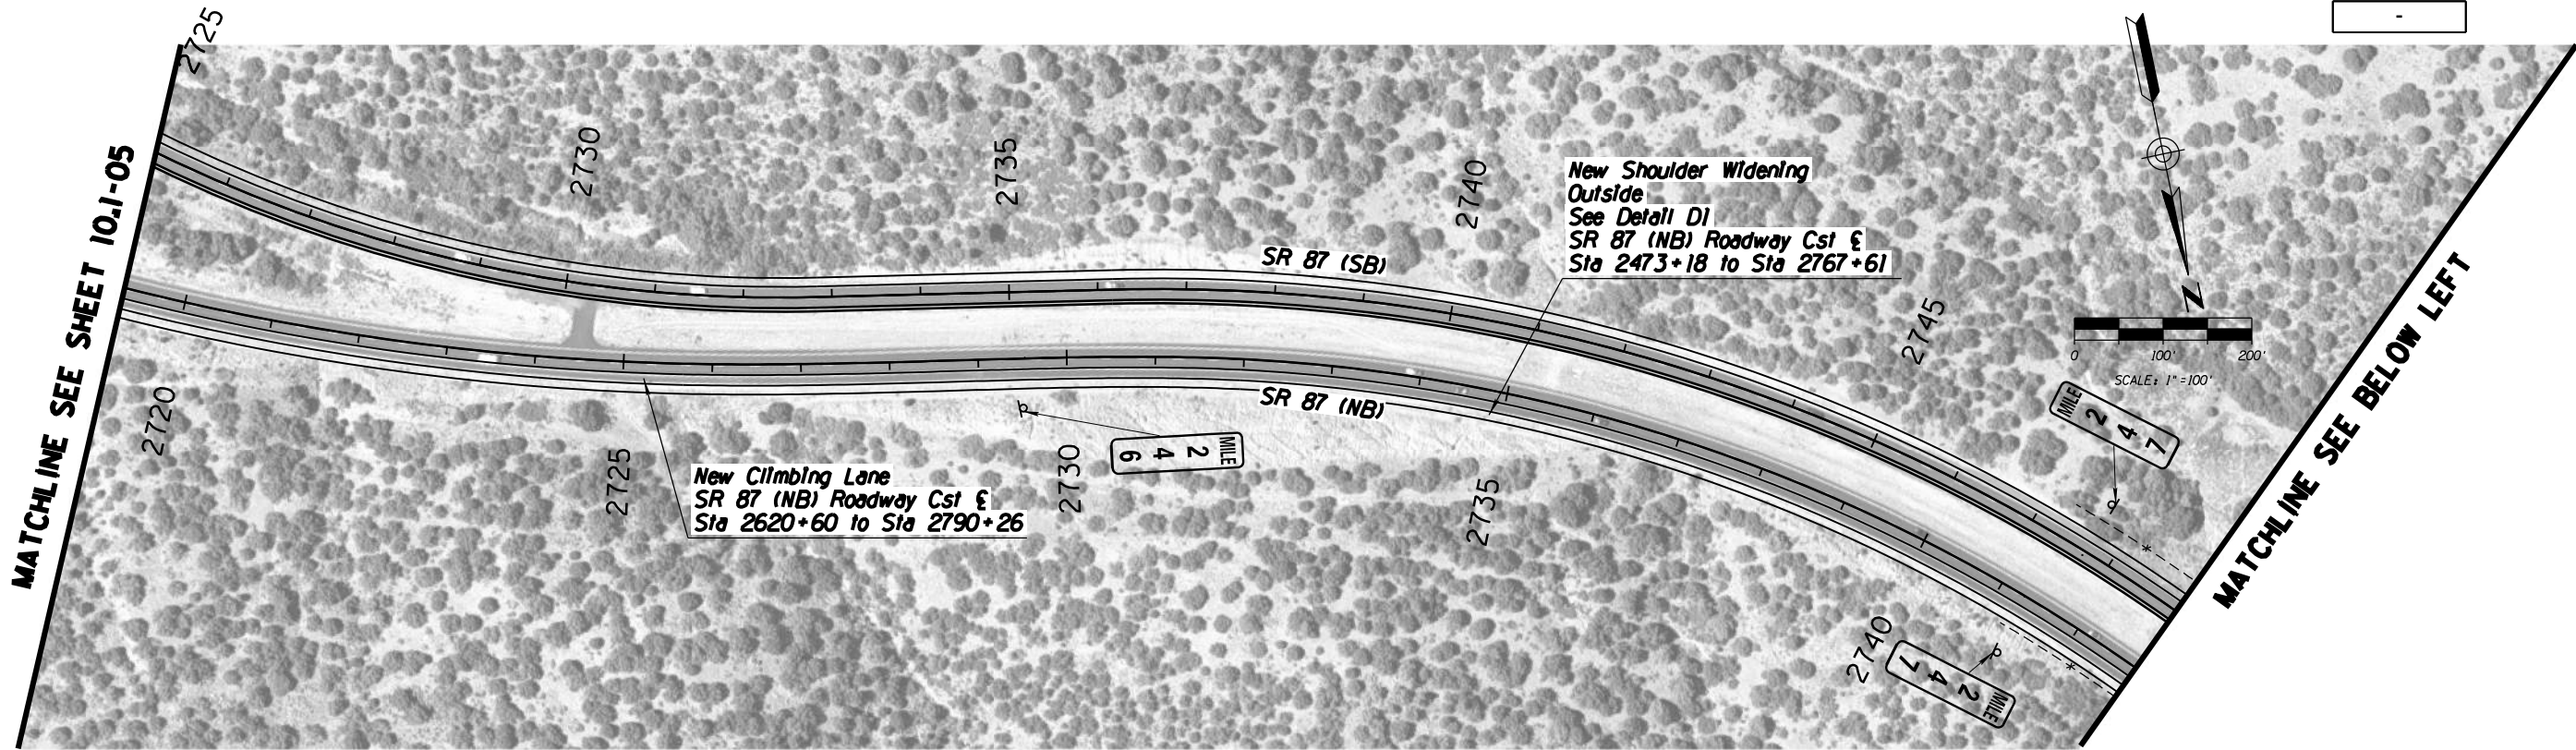 -
2725
MATCHLINE SEE SHEET 10.1-05
2730
2735
2740
2745
New Shoulder Widening
Outside
See Detail D1
SR 87 (NB) Roadway Cst ℄
Sta 2473+18 to Sta 2767+61
SR 87 (SB)
SR 87 (NB)
N
0 100' 200'
SCALE: 1"=100'
MILE 2 4 7
MATCHLINE SEE BELOW LEFT
2720
2725
2730
2735
2740
MILE 2 4 6
New Climbing Lane
SR 87 (NB) Roadway Cst ℄
Sta 2620+60 to Sta 2790+26
MILE 2 4 7